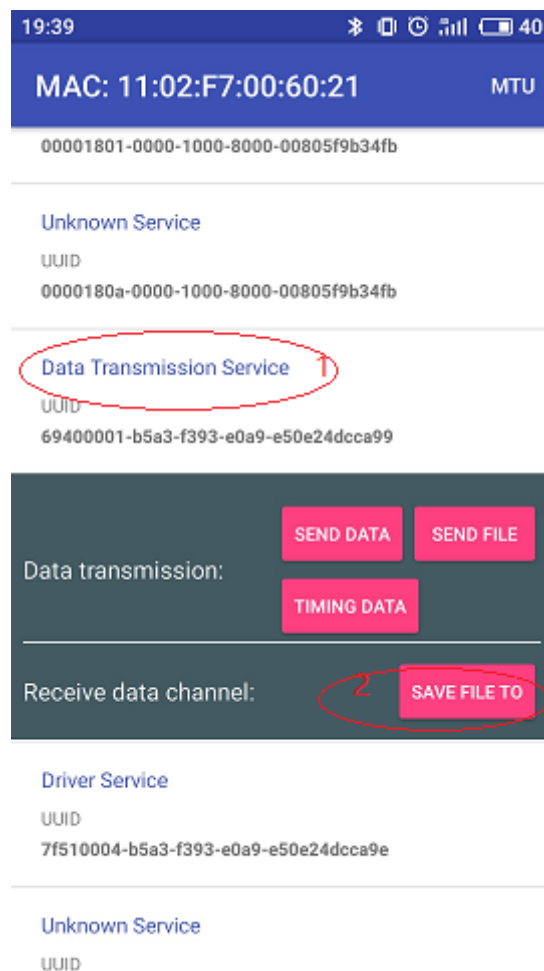 19:39
40
MAC: 11:02:F7:00:60:21
MTU
00001801-0000-1000-8000-00805f9b34fb
Unknown Service
UUID
0000180a-0000-1000-8000-00805f9b34fb
Data Transmission Service 1
UUID
69400001-b5a3-f393-e0a9-e50e24dcca99
SEND DATA
SEND FILE
Data transmission:
TIMING DATA
Receive data channel:
2
SAVE FILE TO
Driver Service
UUID
7f510004-b5a3-f393-e0a9-e50e24dcca9e
Unknown Service
UUID